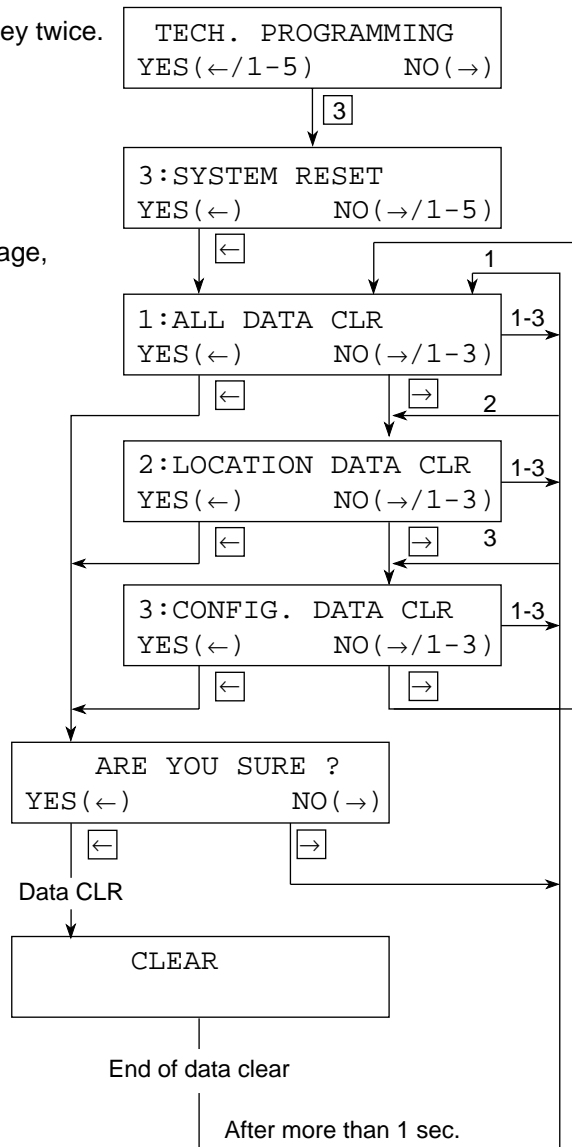 ey twice.
TECH. PROGRAMMING
YES(←/1-5) NO(→)
3
3:SYSTEM RESET
YES(←) NO(→/1-5)
age,
←
1
1:ALL DATA CLR
YES(←) NO(→/1-3)
1-3
←
→
2
2:LOCATION DATA CLR
YES(←) NO(→/1-3)
1-3
←
→
3
3:CONFIG. DATA CLR
YES(←) NO(→/1-3)
1-3
←
→
ARE YOU SURE ?
YES(←) NO(→)
←
→
Data CLR
CLEAR
End of data clear
After more than 1 sec.